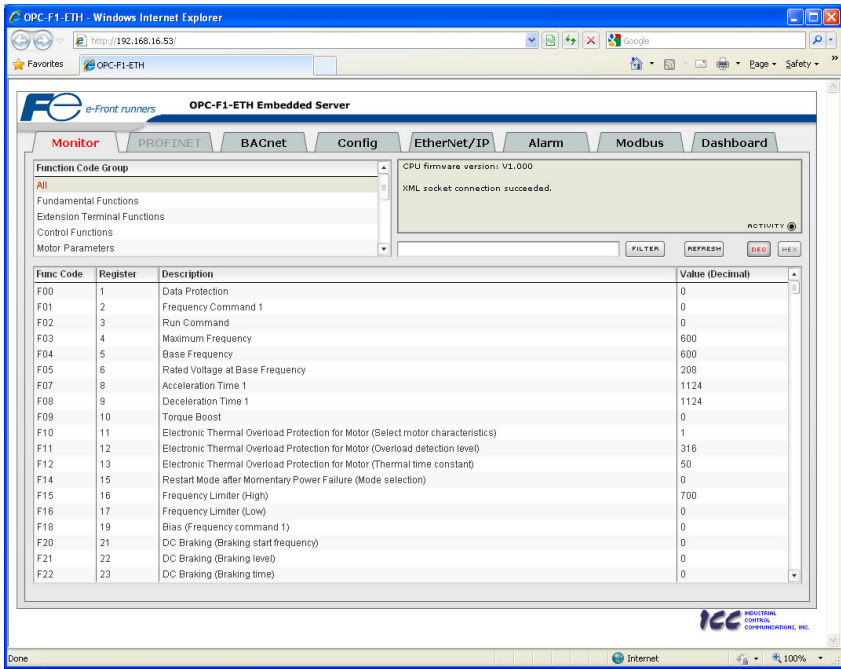 OPC-F1-ETH - Windows Internet Explorer
http://192.168.16.53/
Google
Favorites
OPC-F1-ETH
Page
Safety
»
Fe e-Front runners
OPC-F1-ETH Embedded Server
Monitor PROFINET BACnet Config EtherNet/IP Alarm Modbus Dashboard
Function Code Group
All
Fundamental Functions
Extension Terminal Functions
Control Functions
Motor Parameters
CPU firmware version: V1.000
XML socket connection succeeded.
ACTIVITY
FILTER REFRESH DEC HEX
Func Code Register Description Value (Decimal)
F00 1 Data Protection 0
F01 2 Frequency Command 1 0
F02 3 Run Command 0
F03 4 Maximum Frequency 600
F04 5 Base Frequency 600
F05 6 Rated Voltage at Base Frequency 208
F07 8 Acceleration Time 1 1124
F08 9 Deceleration Time 1 1124
F09 10 Torque Boost 0
F10 11 Electronic Thermal Overload Protection for Motor (Select motor characteristics) 1
F11 12 Electronic Thermal Overload Protection for Motor (Overload detection level) 316
F12 13 Electronic Thermal Overload Protection for Motor (Thermal time constant) 50
F14 15 Restart Mode after Momentary Power Failure (Mode selection) 0
F15 16 Frequency Limiter (High) 700
F16 17 Frequency Limiter (Low) 0
F18 19 Bias (Frequency command 1) 0
F20 21 DC Braking (Braking start frequency) 0
F21 22 DC Braking (Braking level) 0
F22 23 DC Braking (Braking time) 0
ICC INDUSTRIAL
CONTROL
COMMUNICATIONS, INC.
Done
Internet
100%